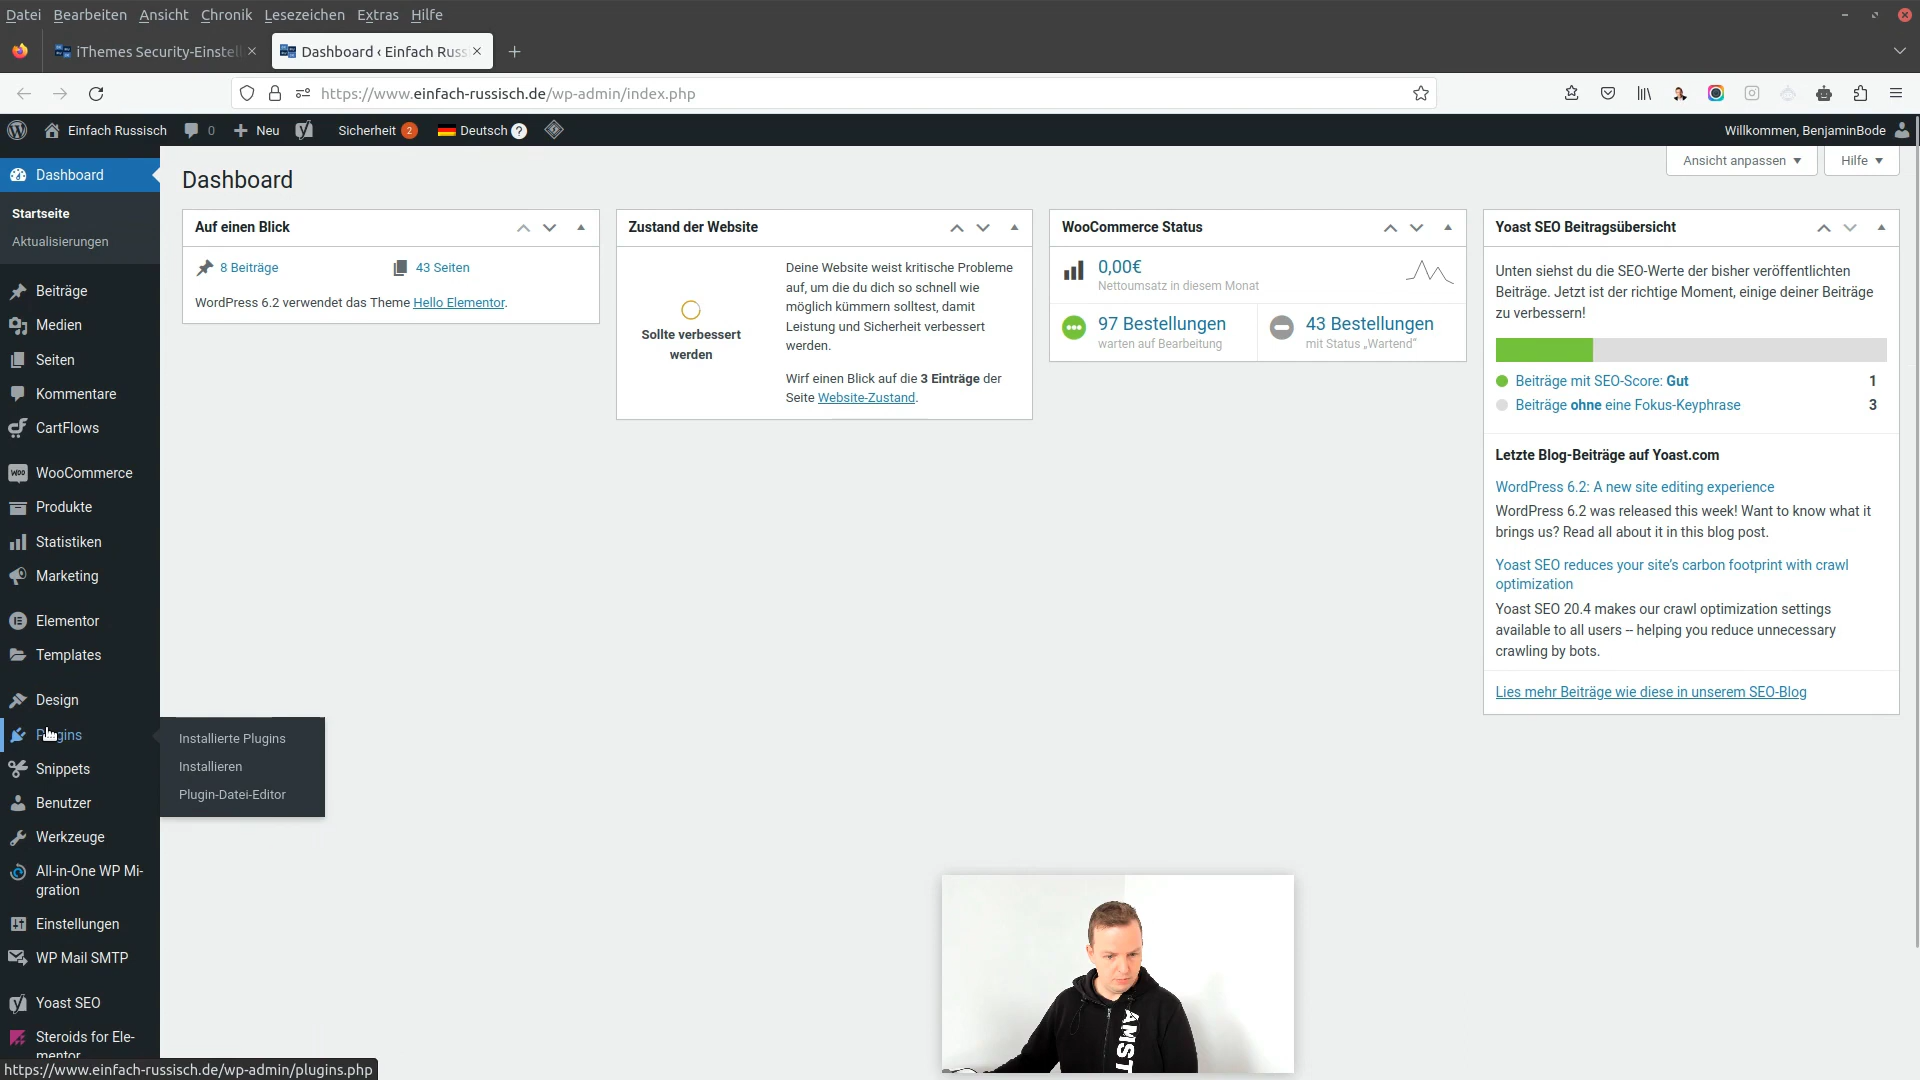 Datei Bearbeiten Ansicht Chronik Lesezeichen Extras Hilfe
iThemes Security-Einstell
Dashboard ‹ Einfach Russ
https://www.einfach-russisch.de/wp-admin/index.php
Einfach Russisch 0 Neu Sicherheit 2 Deutsch ? Willkommen, BenjaminBode
Ansicht anpassen Hilfe
Dashboard
Startseite
Aktualisierungen
Beiträge
Medien
Seiten
Kommentare
CartFlows
WooCommerce
Produkte
Statistiken
Marketing
Elementor
Templates
Design
Plugins
Installierte Plugins
Installieren
Plugin-Datei-Editor
Snippets
Benutzer
Werkzeuge
All-in-One WP Mi-
gration
Einstellungen
WP Mail SMTP
Yoast SEO
Steroids for Ele-
mentor
Dashboard
Auf einen Blick
8 Beiträge 43 Seiten
WordPress 6.2 verwendet das Theme Hello Elementor.
Zustand der Website
Sollte verbessert
werden
Deine Website weist kritische Probleme
auf, um die du dich so schnell wie
möglich kümmern solltest, damit
Leistung und Sicherheit verbessert
werden.
Wirf einen Blick auf die 3 Einträge der
Seite Website-Zustand.
WooCommerce Status
0,00€
Nettoumsatz in diesem Monat
97 Bestellungen
warten auf Bearbeitung
43 Bestellungen
mit Status „Wartend“
Yoast SEO Beitragsübersicht
Unten siehst du die SEO-Werte der bisher veröffentlichten
Beiträge. Jetzt ist der richtige Moment, einige deiner Beiträge
zu verbessern!
Beiträge mit SEO-Score: Gut 1
Beiträge ohne eine Fokus-Keyphrase 3
Letzte Blog-Beiträge auf Yoast.com
WordPress 6.2: A new site editing experience
WordPress 6.2 was released this week! Want to know what it
brings us? Read all about it in this blog post.
Yoast SEO reduces your site’s carbon footprint with crawl
optimization
Yoast SEO 20.4 makes our crawl optimization settings
available to all users – helping you reduce unnecessary
crawling by bots.
Lies mehr Beiträge wie diese in unserem SEO-Blog
AMST
https://www.einfach-russisch.de/wp-admin/plugins.php